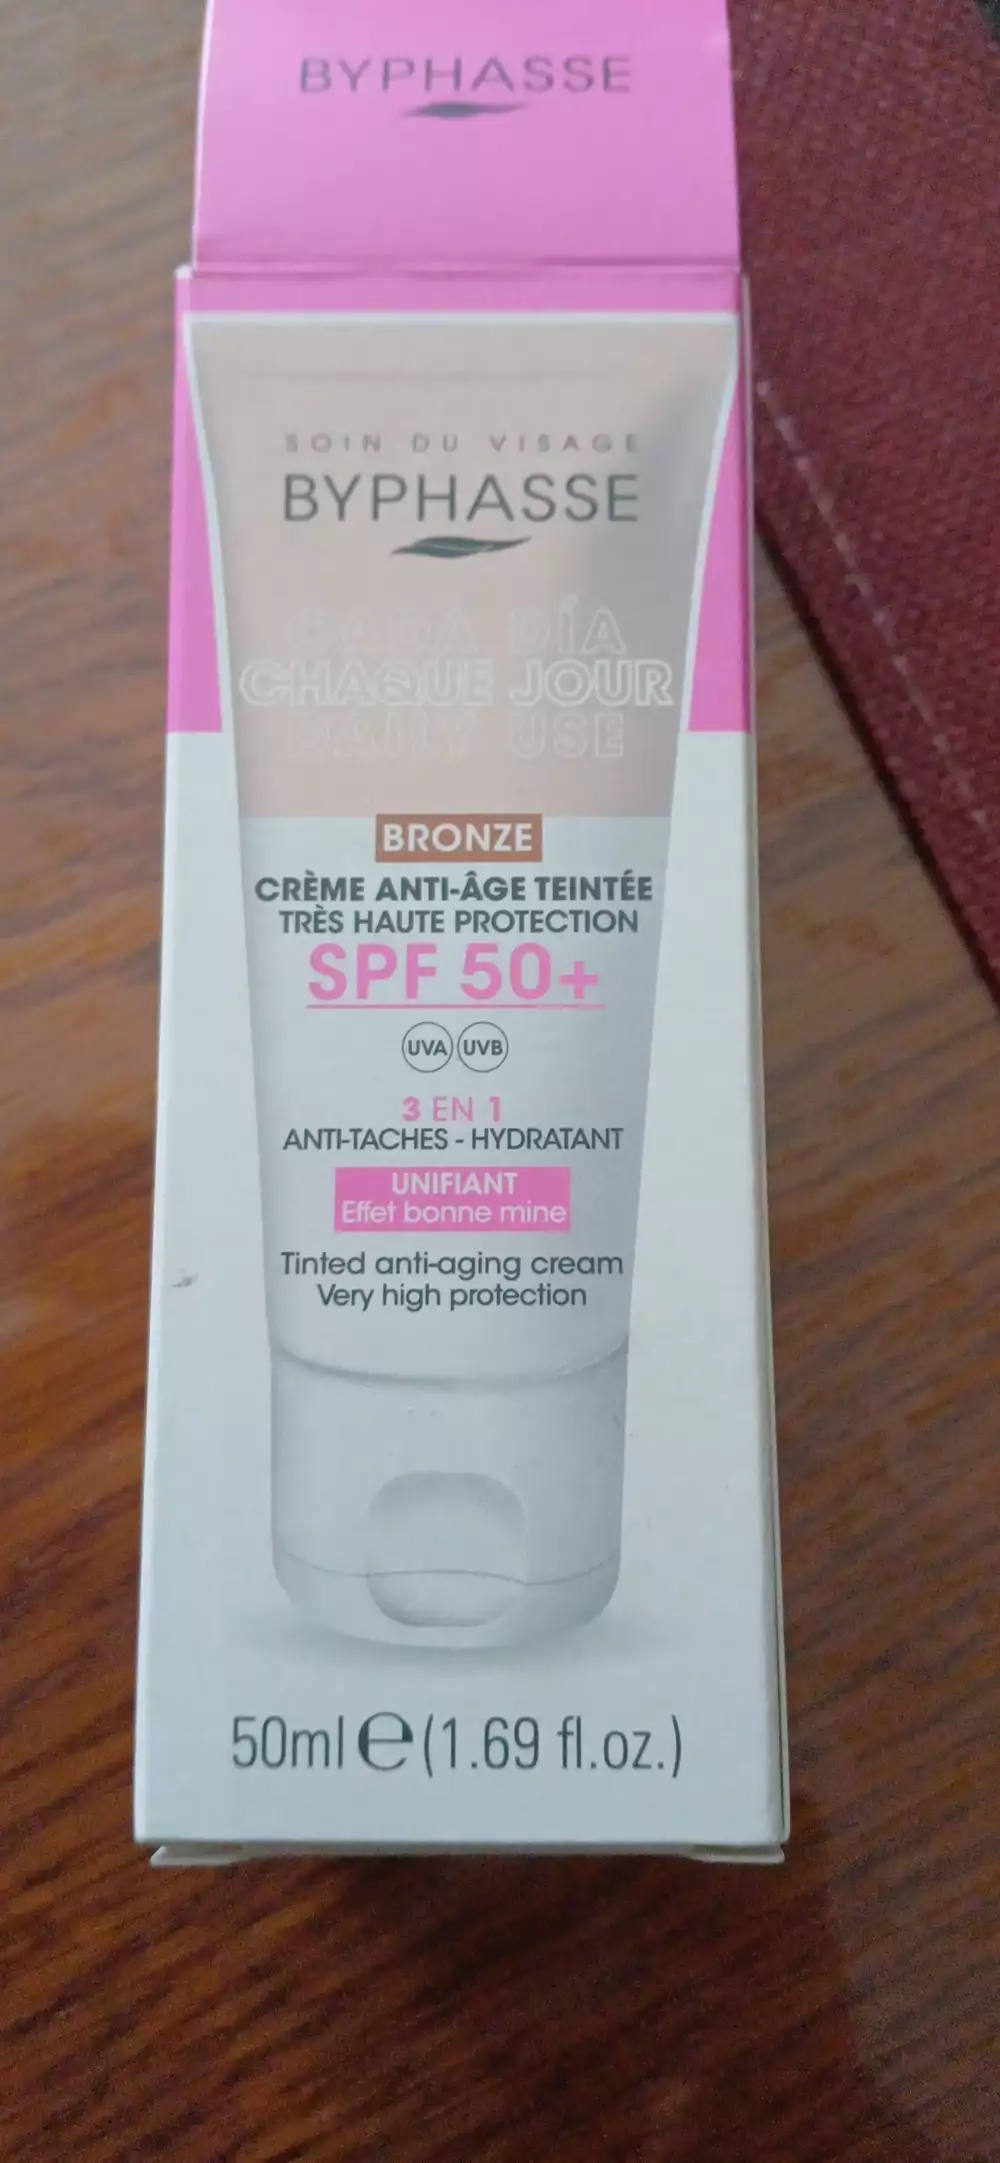 BYPHASSE
SOIN DU VISAGE
BYPHASSE
CADA DÍA
CHAQUE JOUR
DAILY USE
BRONZE
CRÈME ANTI-ÂGE TEINTÉE
TRÈS HAUTE PROTECTION
SPF 50+
UVA UVB
3 EN 1
ANTI-TACHES - HYDRATANT
UNIFIANT
Effet bonne mine
Tinted anti-aging cream
Very high protection
50ml e (1.69 fl.oz.)